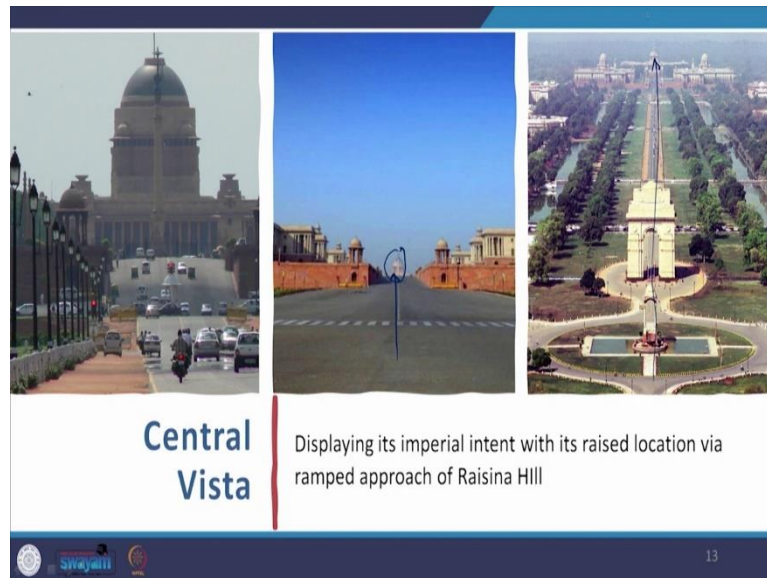 Central
Vista
Displaying its imperial intent with its raised location via
ramped approach of Raisina HIll
swayam
13